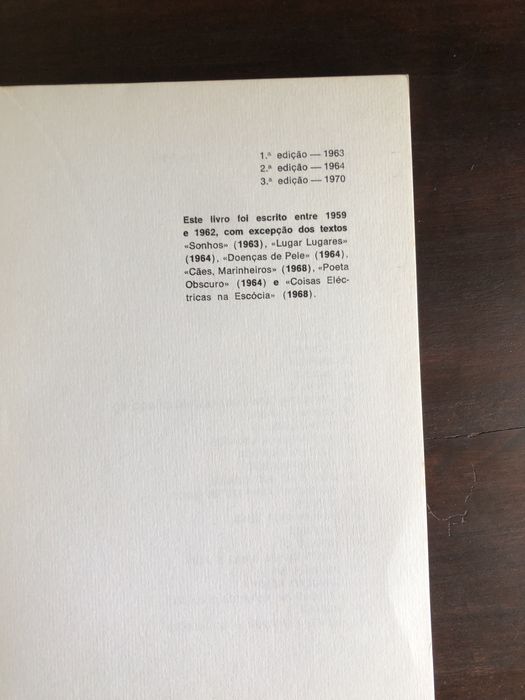 1.ª edição — 1963
2.ª edição — 1964
3.ª edição — 1970
Este livro foi escrito entre 1959
e 1962, com excepção dos textos
«Sonhos» (1963), «Lugar Lugares»
(1964), «Doenças de Pele» (1964),
«Cães, Marinheiros» (1968), «Poeta
Obscuro» (1964) e «Coisas Eléc-
tricas na Escócia» (1968).